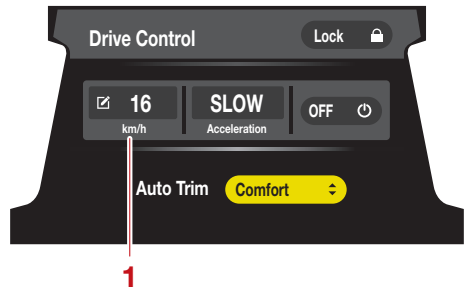 Drive Control
Lock
16
SLOW
OFF
km/h
Acceleration
Auto Trim
Comfort
1